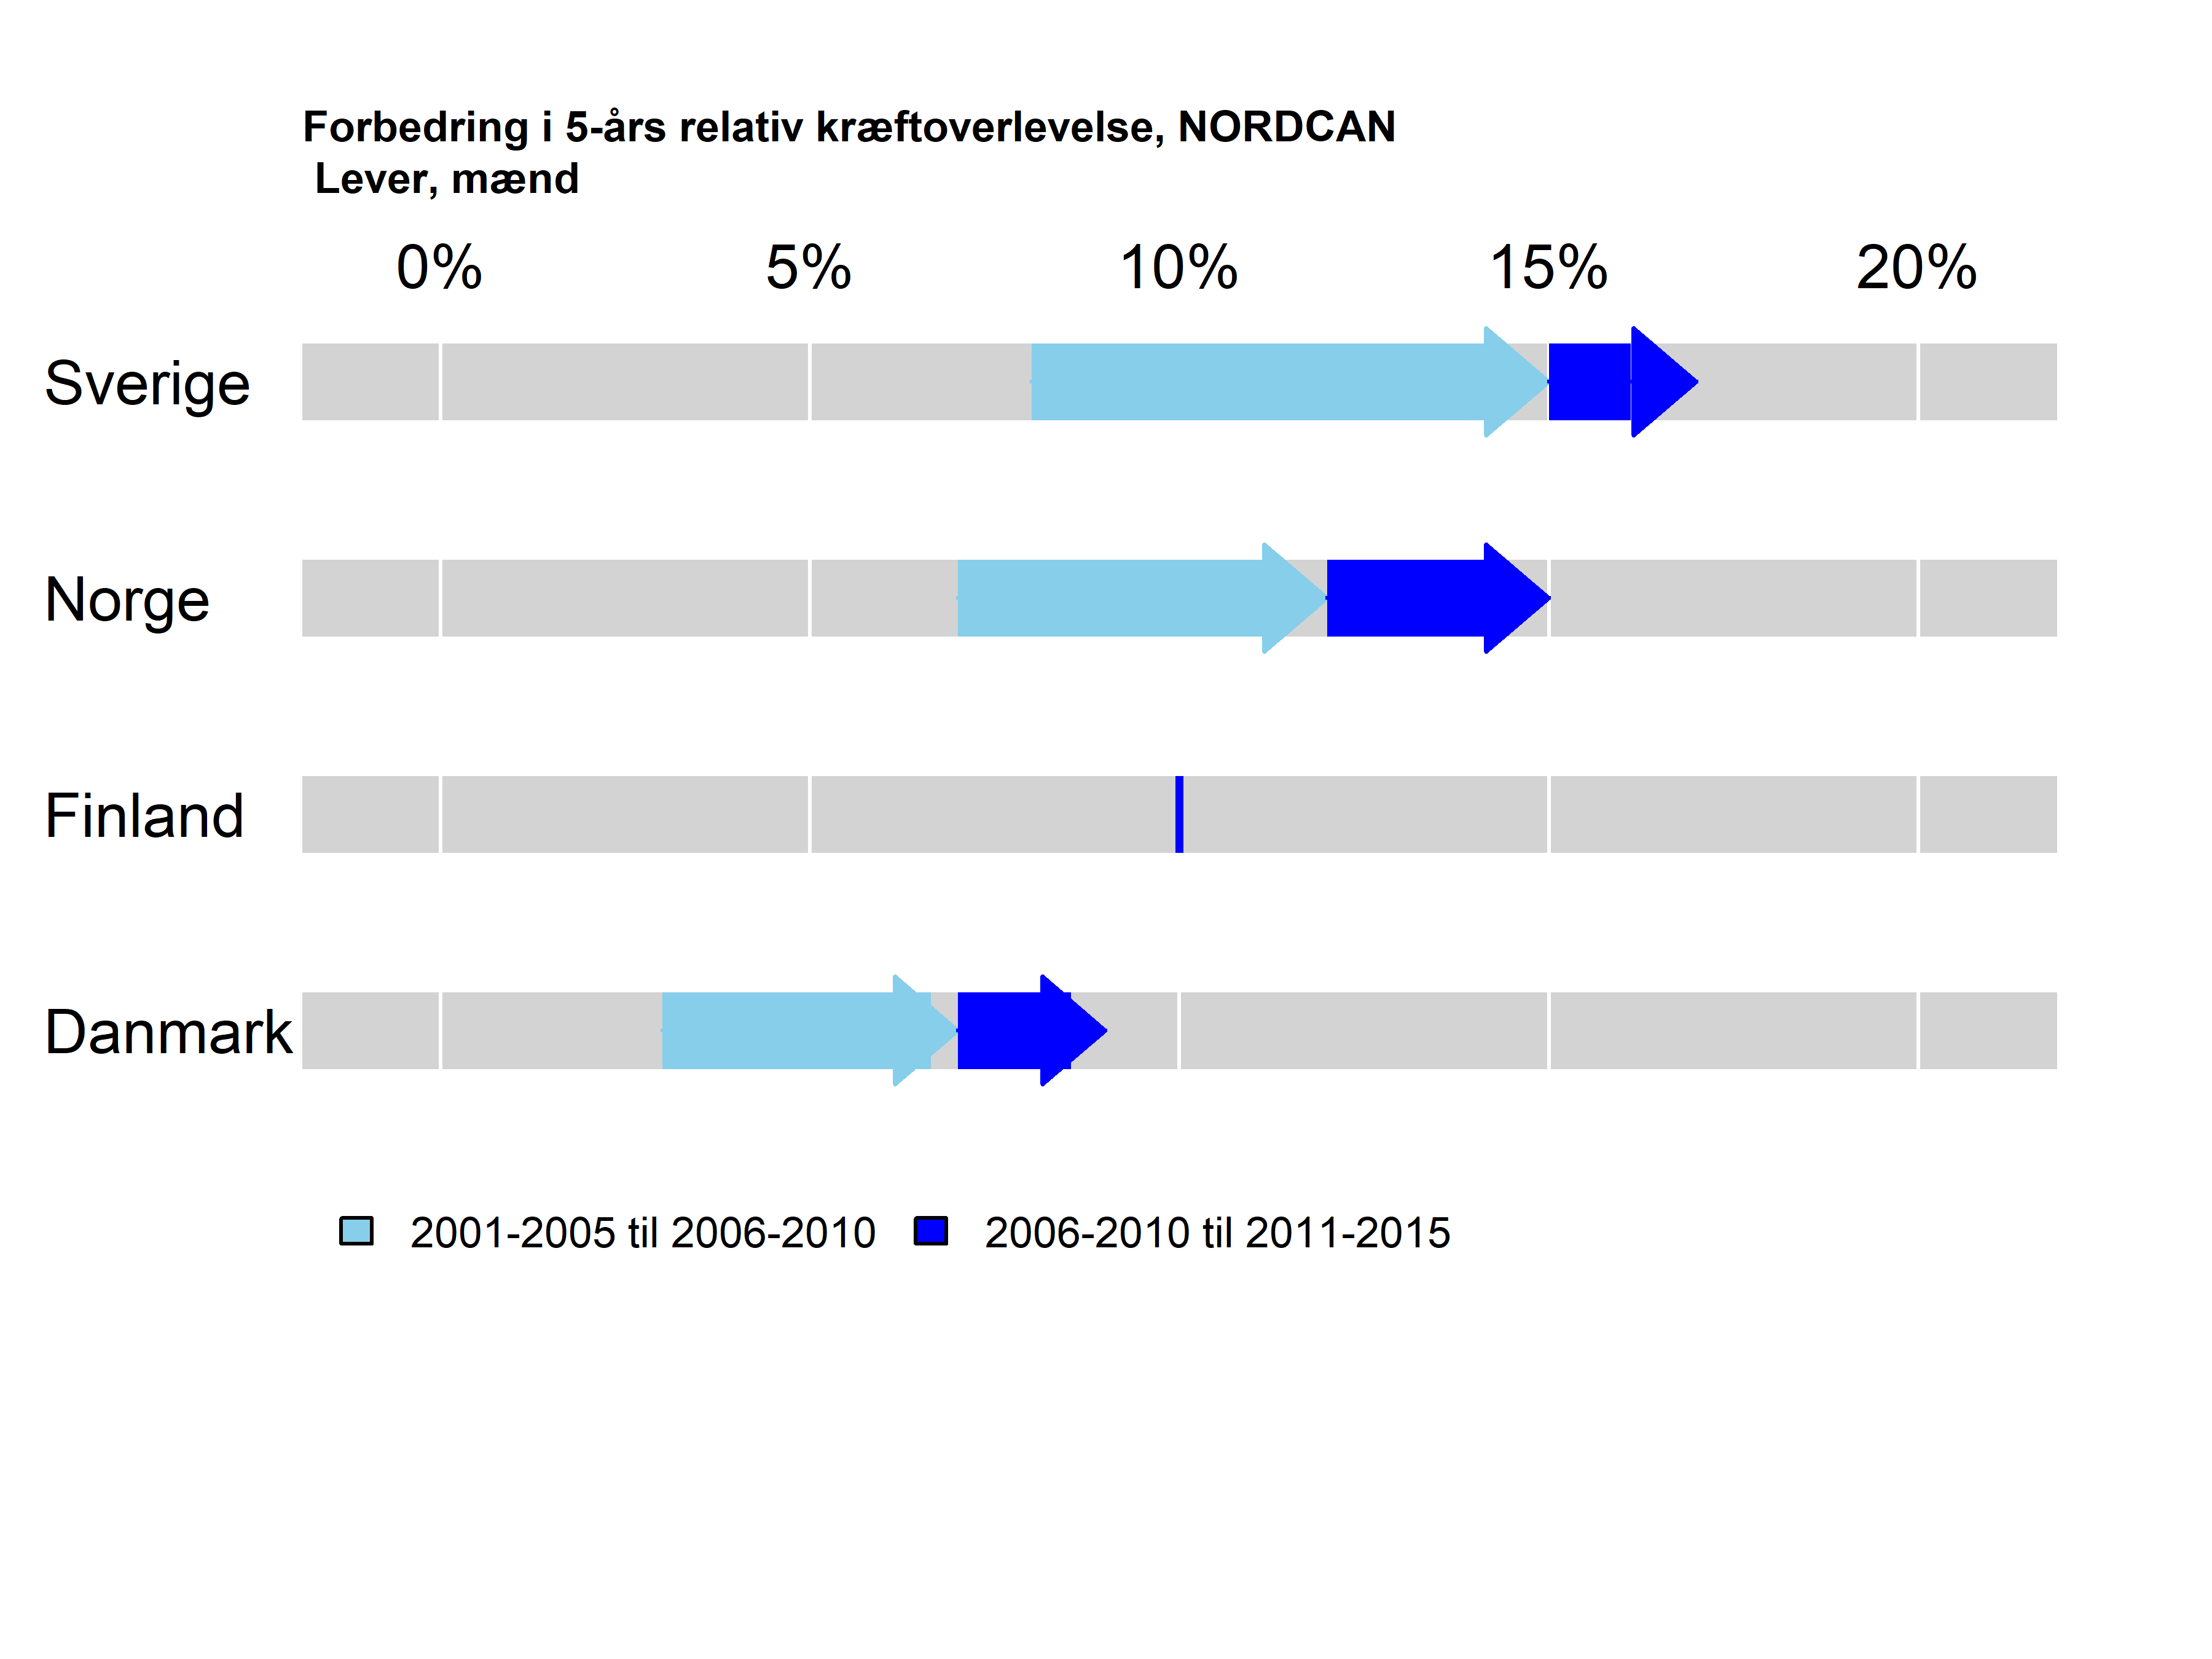 Forbedring i 5-års relativ kræftoverlevelse, NORDCAN
Lever, mænd
0% 5% 10% 15% 20%
Sverige
Norge
Finland
Danmark
2001-2005 til 2006-2010 2006-2010 til 2011-2015